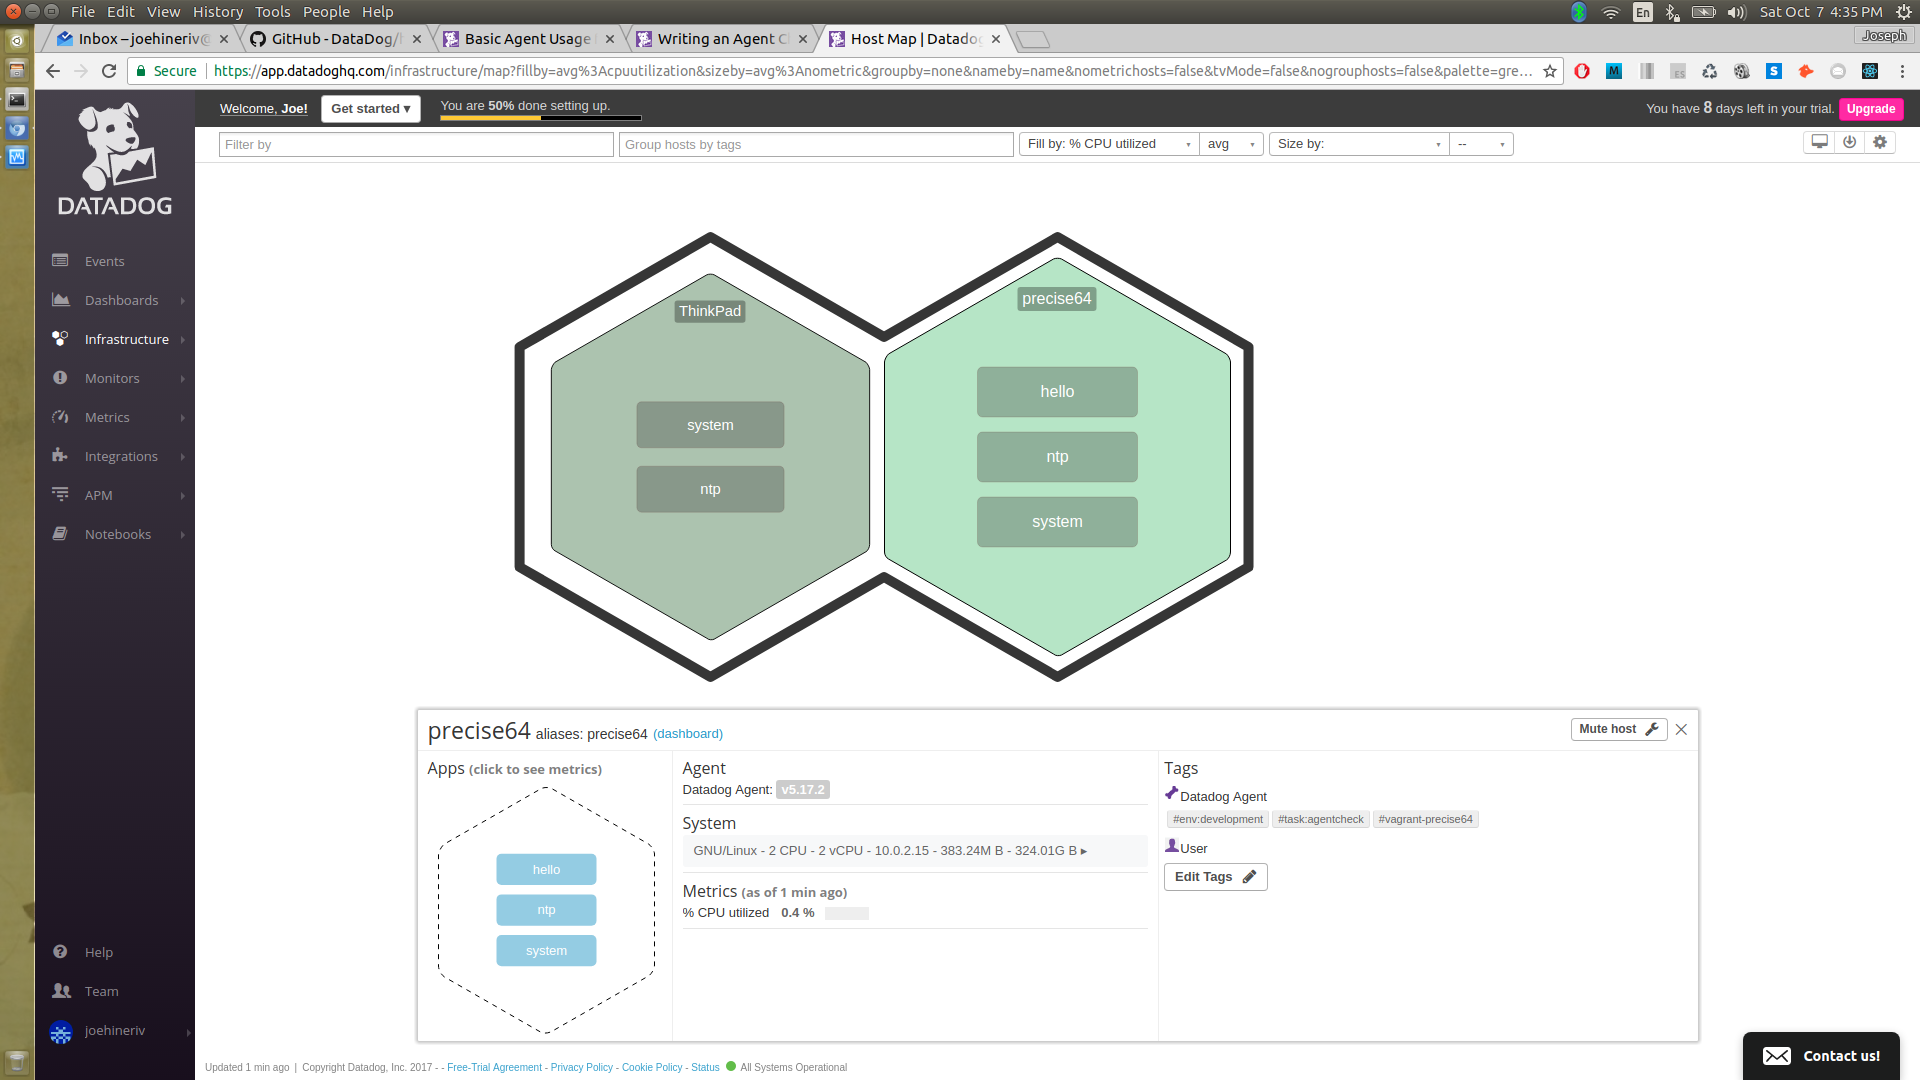 File Edit View History Tools People Help
En
Sat Oct 7 4:35 PM
Inbox – joehineriv@
GitHub - DataDog/
Basic Agent Usage
Writing an Agent C
Host Map | Datadog
Joseph
Secure
https://app.datadoghq.com/infrastructure/map?fillby=avg%3Acpuutilization&sizeby=avg%3Anometric&groupby=none&nameby=name&nometrichosts=false&tvMode=false&nogrouphosts=false&palette=gre...
Welcome, Joe!
Get started ▾
You are 50% done setting up.
You have 8 days left in your trial.
Upgrade
DATADOG
Filter by
Group hosts by tags
Fill by: % CPU utilized
avg
Size by:
--
Events
Dashboards
Infrastructure
Monitors
Metrics
Integrations
APM
Notebooks
Help
Team
joehineriv
ThinkPad
system
ntp
precise64
hello
ntp
system
precise64 aliases: precise64 (dashboard)
Mute host
Apps (click to see metrics)
hello
ntp
system
Agent
Datadog Agent: v5.17.2
System
GNU/Linux - 2 CPU - 2 vCPU - 10.0.2.15 - 383.24M B - 324.01G B ▸
Metrics (as of 1 min ago)
% CPU utilized 0.4 %
Tags
Datadog Agent
#env:development #task:agentcheck #vagrant-precise64
User
Edit Tags
Updated 1 min ago | Copyright Datadog, Inc. 2017 - - Free-Trial Agreement - Privacy Policy - Cookie Policy - Status All Systems Operational
Contact us!